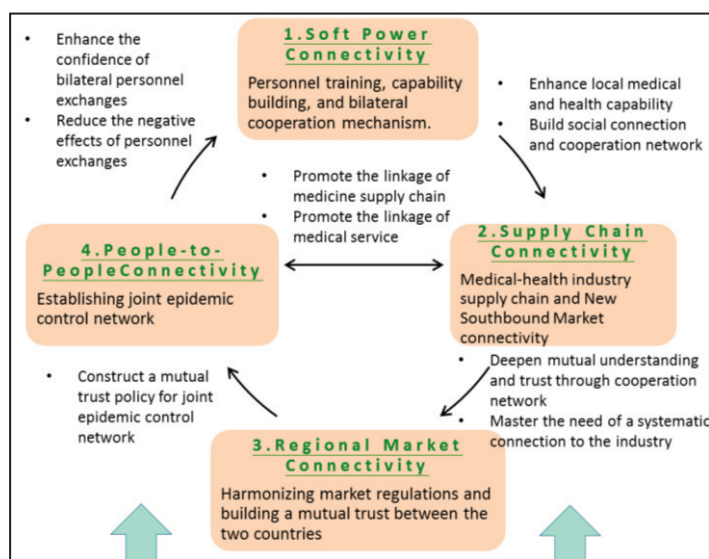 • Enhance the
confidence of
bilateral personnel
exchanges
• Reduce the negative
effects of personnel
exchanges
1.Soft Power
Connectivity
Personnel training, capability
building, and bilateral
cooperation mechanism.
• Enhance local medical
and health capability
• Build social connection
and cooperation network
• Promote the linkage of
medicine supply chain
• Promote the linkage of
medical service
4.People-to-
PeopleConnectivity
Establishing joint epidemic
control network
2.Supply Chain
Connectivity
Medical-health industry
supply chain and New
Southbound Market
connectivity
• Deepen mutual understanding
and trust through cooperation
network
• Master the need of a systematic
connection to the industry
• Construct a mutual
trust policy for joint
epidemic control
network
3.Regional Market
Connectivity
Harmonizing market regulations and
building a mutual trust between the
two countries